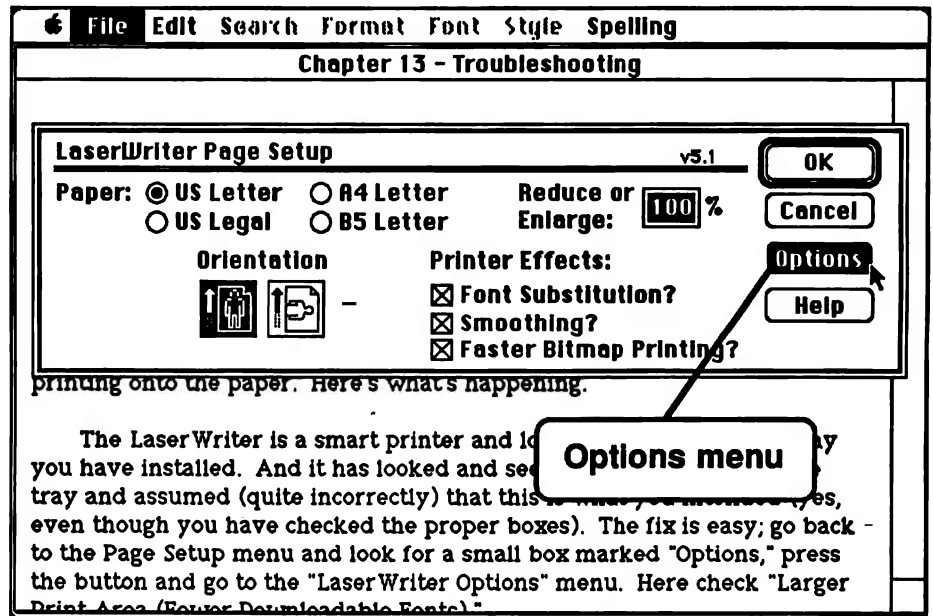 File Edit Search Format Font Style Spelling
Chapter 13 - Troubleshooting
LaserWriter Page Setup v5.1 OK
Paper: US Letter A4 Letter Reduce or Enlarge: 100 %
US Legal B5 Letter
Cancel
Orientation Printer Effects: Options
Font Substitution?
Smoothing?
Faster Bitmap Printing?
Help
printing onto the paper. Here's what's happening.
Options menu
The LaserWriter is a smart printer and
you have installed. And it has looked and
tray and assumed (quite incorrectly) that this (yes,
even though you have checked the proper boxes). The fix is easy; go back -
to the Page Setup menu and look for a small box marked "Options," press
the button and go to the "LaserWriter Options" menu. Here check "Larger
Print Area (Fewer Downloadable Fonts)."